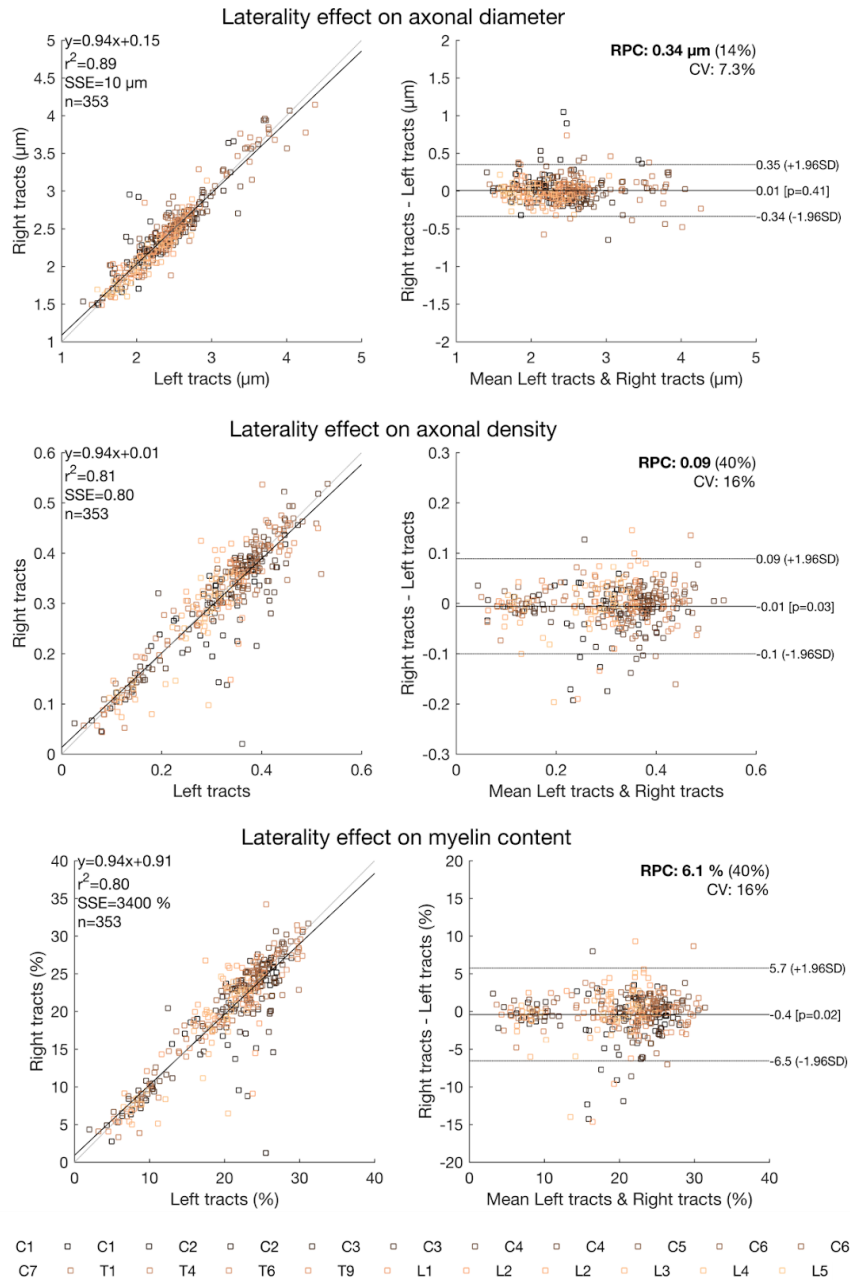 Laterality effect on axonal diameter
y=0.94x+0.15
r²=0.89
SSE=10 µm
n=353
5
4.5
4
3.5
3
2.5
2
1.5
1
Right tracts (µm)
1 2 3 4 5
Left tracts (µm)
RPC: 0.34 µm (14%)
CV: 7.3%
2
1.5
1
0.5
0
-0.5
-1
-1.5
-2
Right tracts - Left tracts (µm)
0.35 (+1.96SD)
0.01 [p=0.41]
-0.34 (-1.96SD)
1 2 3 4 5
Mean Left tracts & Right tracts (µm)
Laterality effect on axonal density
y=0.94x+0.01
r²=0.81
SSE=0.80
n=353
0.6
0.5
0.4
0.3
0.2
0.1
0
Right tracts
0 0.2 0.4 0.6
Left tracts
RPC: 0.09 (40%)
CV: 16%
0.3
0.2
0.1
0
-0.1
-0.2
-0.3
Right tracts - Left tracts
0.09 (+1.96SD)
-0.01 [p=0.03]
-0.1 (-1.96SD)
0 0.2 0.4 0.6
Mean Left tracts & Right tracts
Laterality effect on myelin content
y=0.94x+0.91
r²=0.80
SSE=3400 %
n=353
40
35
30
25
20
15
10
5
0
Right tracts (%)
0 10 20 30 40
Left tracts (%)
RPC: 6.1 % (40%)
CV: 16%
20
15
10
5
0
-5
-10
-15
-20
Right tracts - Left tracts (%)
5.7 (+1.96SD)
-0.4 [p=0.02]
-6.5 (-1.96SD)
0 10 20 30 40
Mean Left tracts & Right tracts (%)
C1 C1 C2 C2 C3 C3 C4 C4 C5 C6 C6
C7 T1 T4 T6 T9 L1 L2 L2 L3 L4 L5